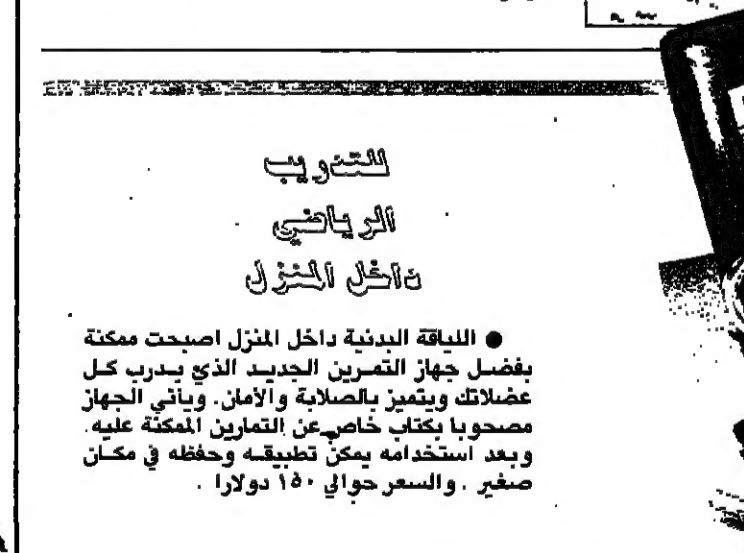 للتدريب
الرياضي
داخل المنزل
● اللياقة البدنية داخل المنزل اصبحت ممكنة
بفضل جهاز التمرين الجديد الذي يدرب كل
عضلاتك ويتميز بالصلابة والأمان. ويأتي الجهاز
مصحوبا بكتاب خاص عن التمارين الممكنة عليه.
وبعد استخدامه يمكن تطبيقه وحفظه في مكان
صغير . والسعر حوالي ١٥٠ دولارا .